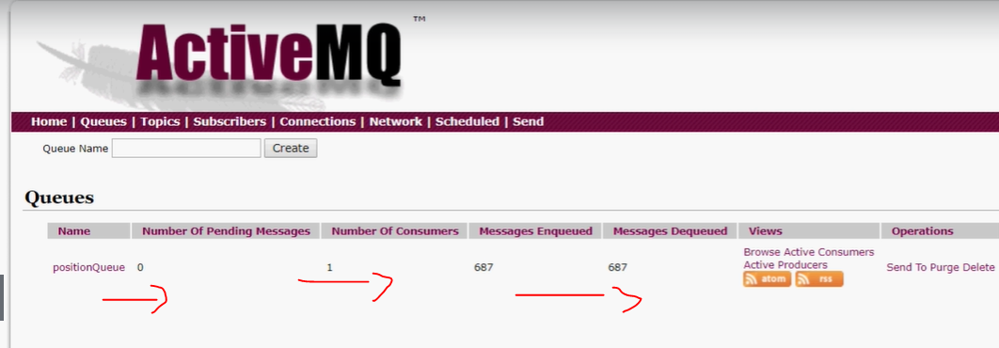 ActiveMQ™
Home | Queues | Topics | Subscribers | Connections | Network | Scheduled | Send
Queue Name Create
Queues
Name Number Of Pending Messages Number Of Consumers Messages Enqueued Messages Dequeued Views Operations
positionQueue 0 1 687 687 Browse Active Consumers
Active Producers
atom rss
Send To Purge Delete